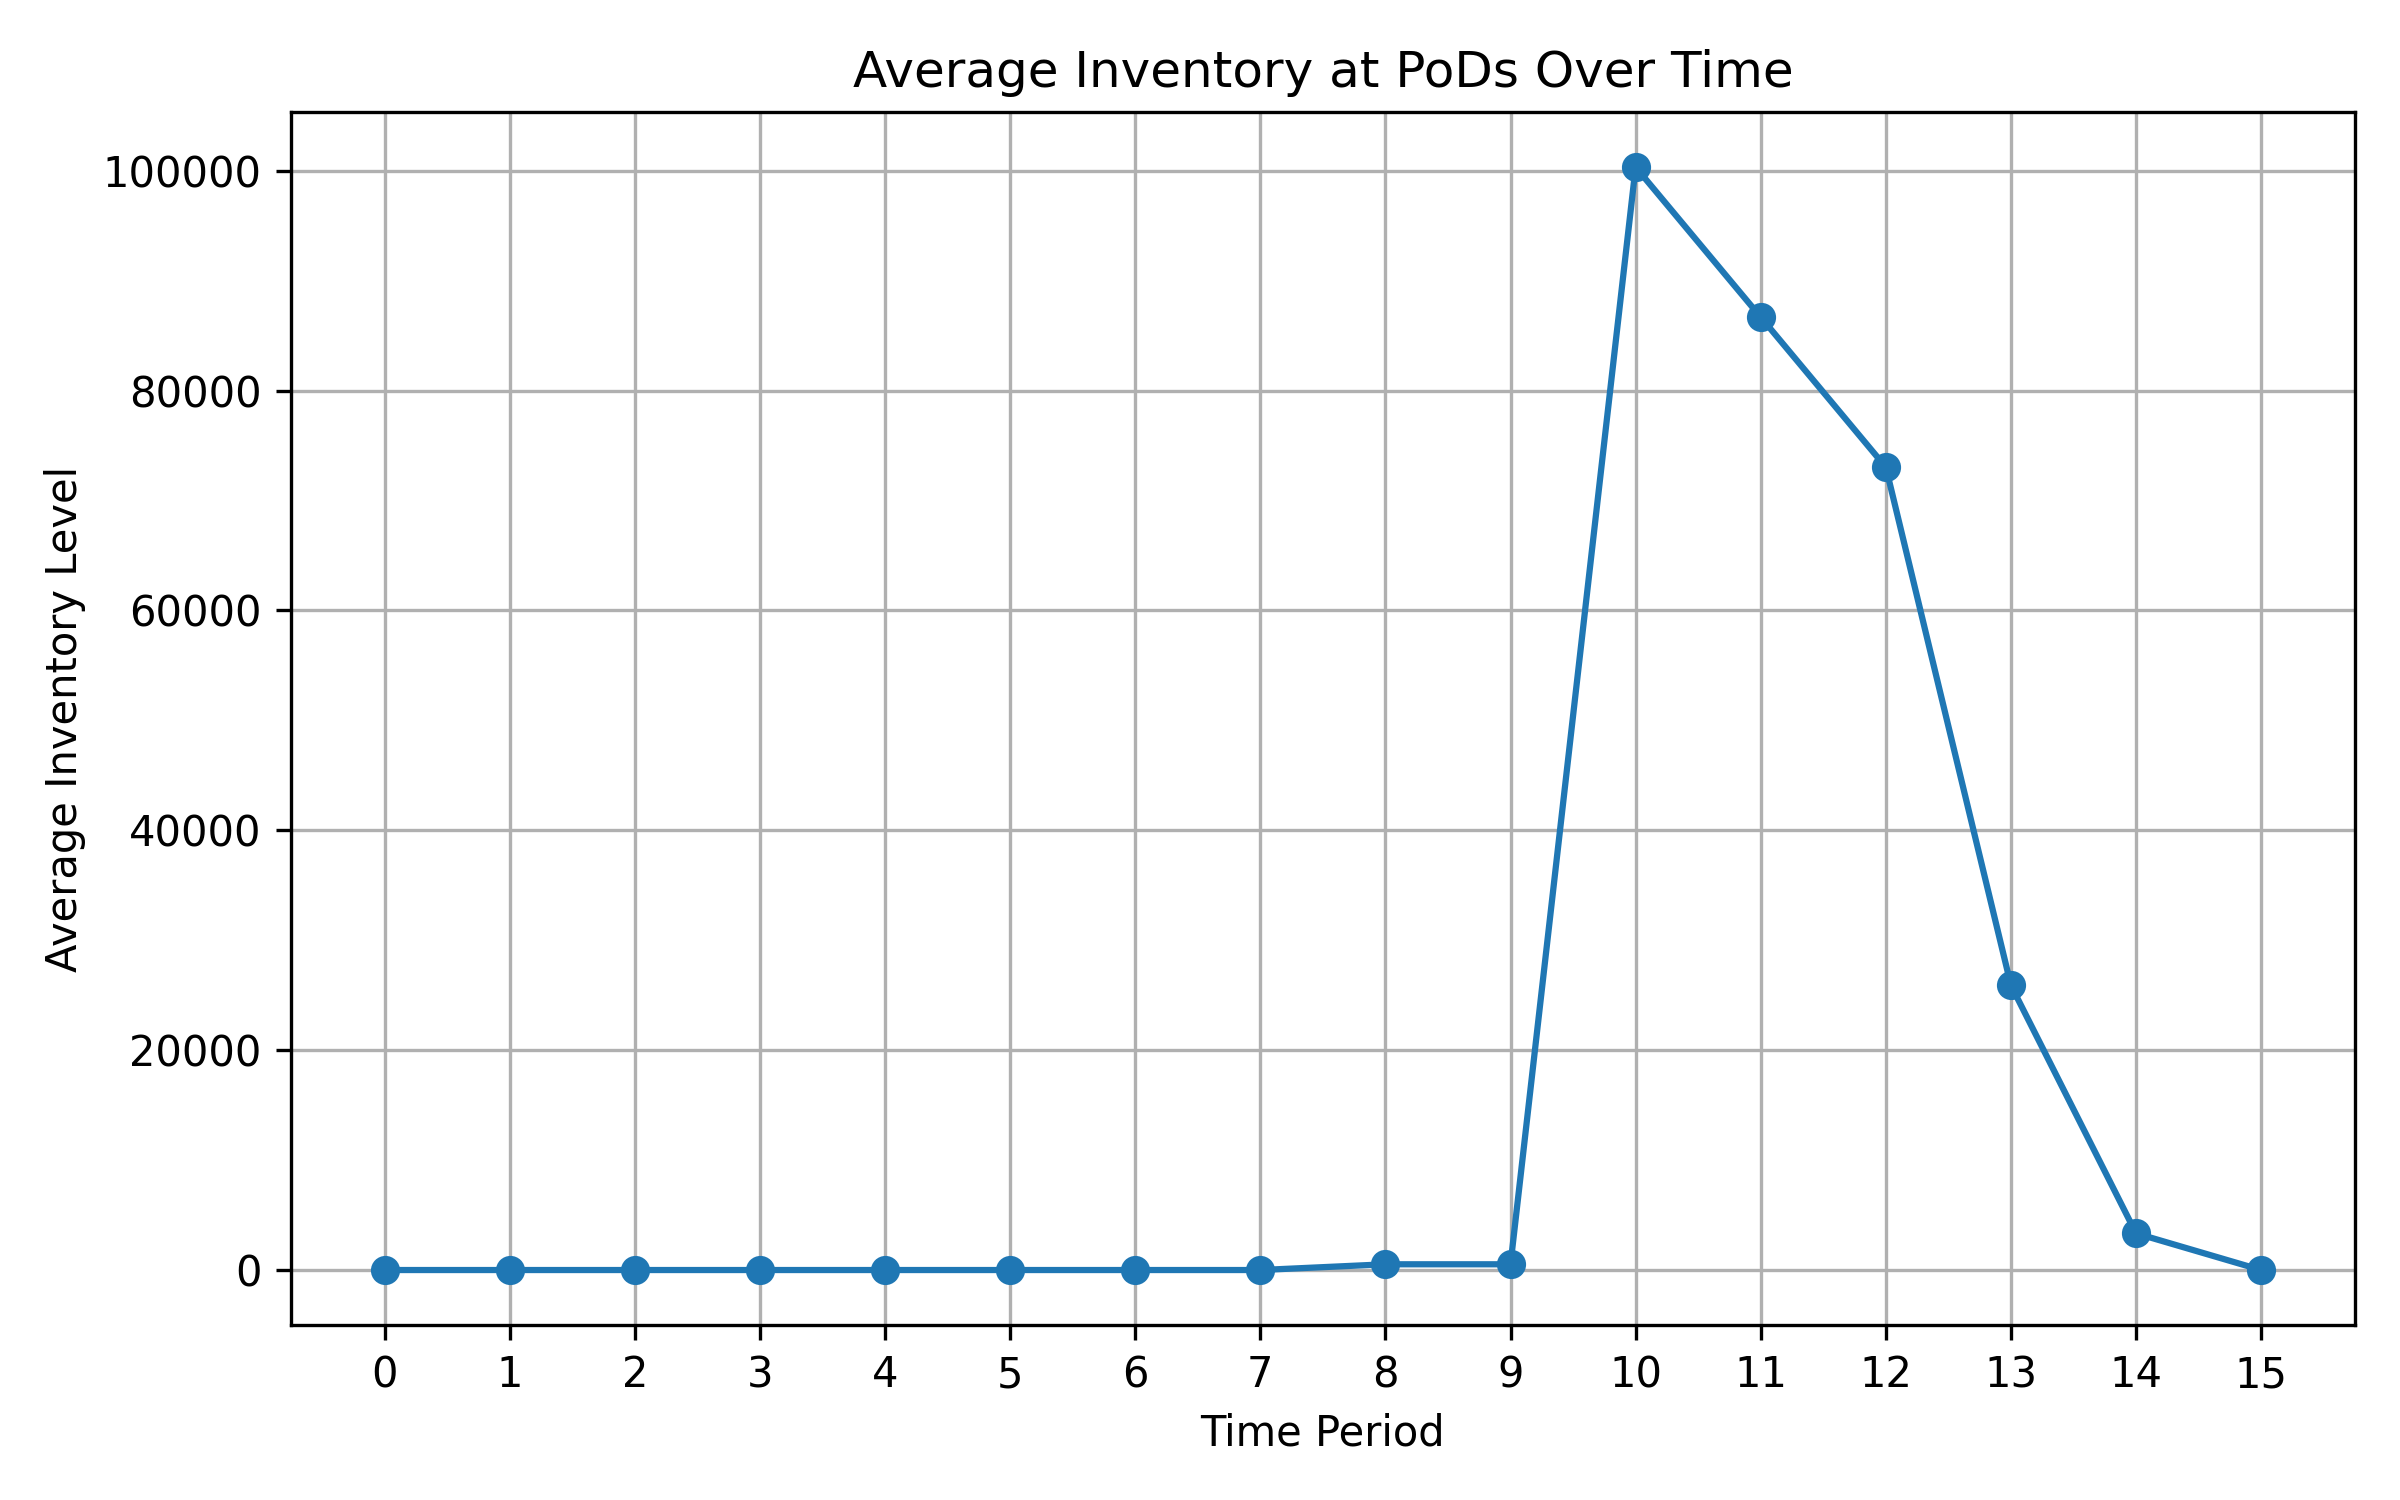 Average Inventory at PoDs Over Time
Average Inventory Level
100000
80000
60000
40000
20000
0
0 1 2 3 4 5 6 7 8 9 10 11 12 13 14 15
Time Period